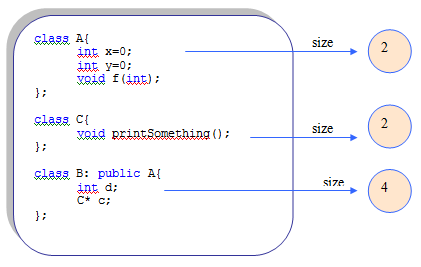 class A{
int x=0;
int y=0;
void f(int);
};
size
2
class C{
void printSomething();
};
size
2
class B: public A{
int d;
C* c;
};
size
4